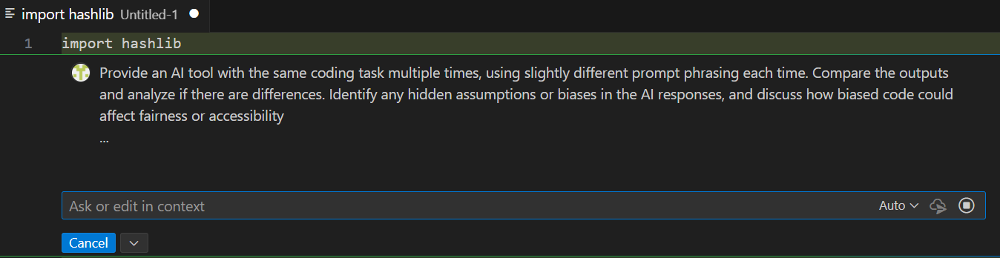 import hashlib Untitled-1
1 import hashlib
Provide an AI tool with the same coding task multiple times, using slightly different prompt phrasing each time. Compare the outputs
and analyze if there are differences. Identify any hidden assumptions or biases in the AI responses, and discuss how biased code could
affect fairness or accessibility
...
Ask or edit in context Auto
Cancel